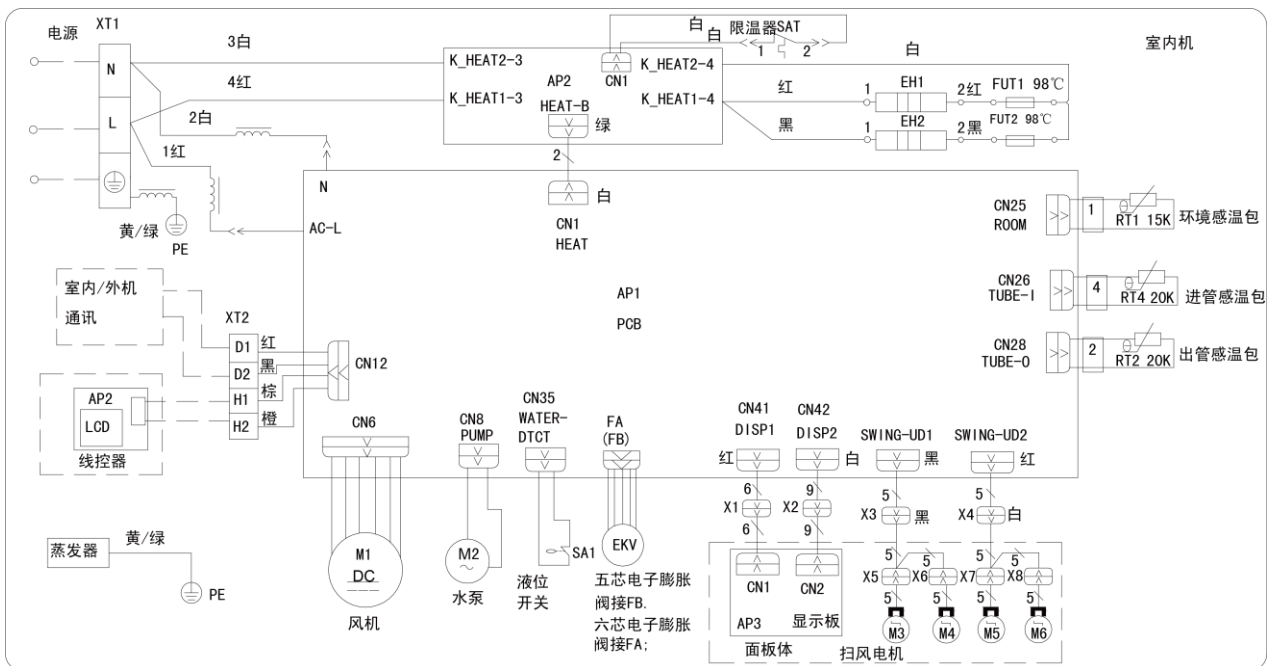 电源
XT1
N
L
3白
4红
2白
1红
黄/绿
PE
K_HEAT2-3
K_HEAT1-3
AP2
HEAT-B
绿
CN1
K_HEAT2-4
K_HEAT1-4
白
白
限温器SAT
1
2
白
室内机
红
1
EH1
2红
FUT1 98℃
黑
1
EH2
2黑
FUT2 98℃
2
白
CN1
HEAT
N
AC-L
AP1
PCB
CN25
ROOM
1
RT1 15K
环境感温包
CN26
TUBE-I
4
RT4 20K
进管感温包
CN28
TUBE-O
2
RT2 20K
出管感温包
室内/外机
通讯
XT2
D1
红
D2
黑
H1
棕
H2
橙
CN12
AP2
LCD
线控器
蒸发器
黄/绿
PE
CN6
M1
DC
风机
CN8
PUMP
M2
水泵
CN35
WATER-
DTCT
SA1
液位
开关
FA
(FB)
EKV
五芯电子膨胀
阀接FB.
六芯电子膨胀
阀接FA;
CN41
DISP1
红
6
X1
6
CN1
CN42
DISP2
白
9
X2
9
CN2
AP3
显示板
面板体
SWING-UD1
黑
5
X3
黑
5
5
X5
X6
5
5
M3
M4
SWING-UD2
红
5
X4
白
5
5
X7
X8
5
5
M5
M6
扫风电机